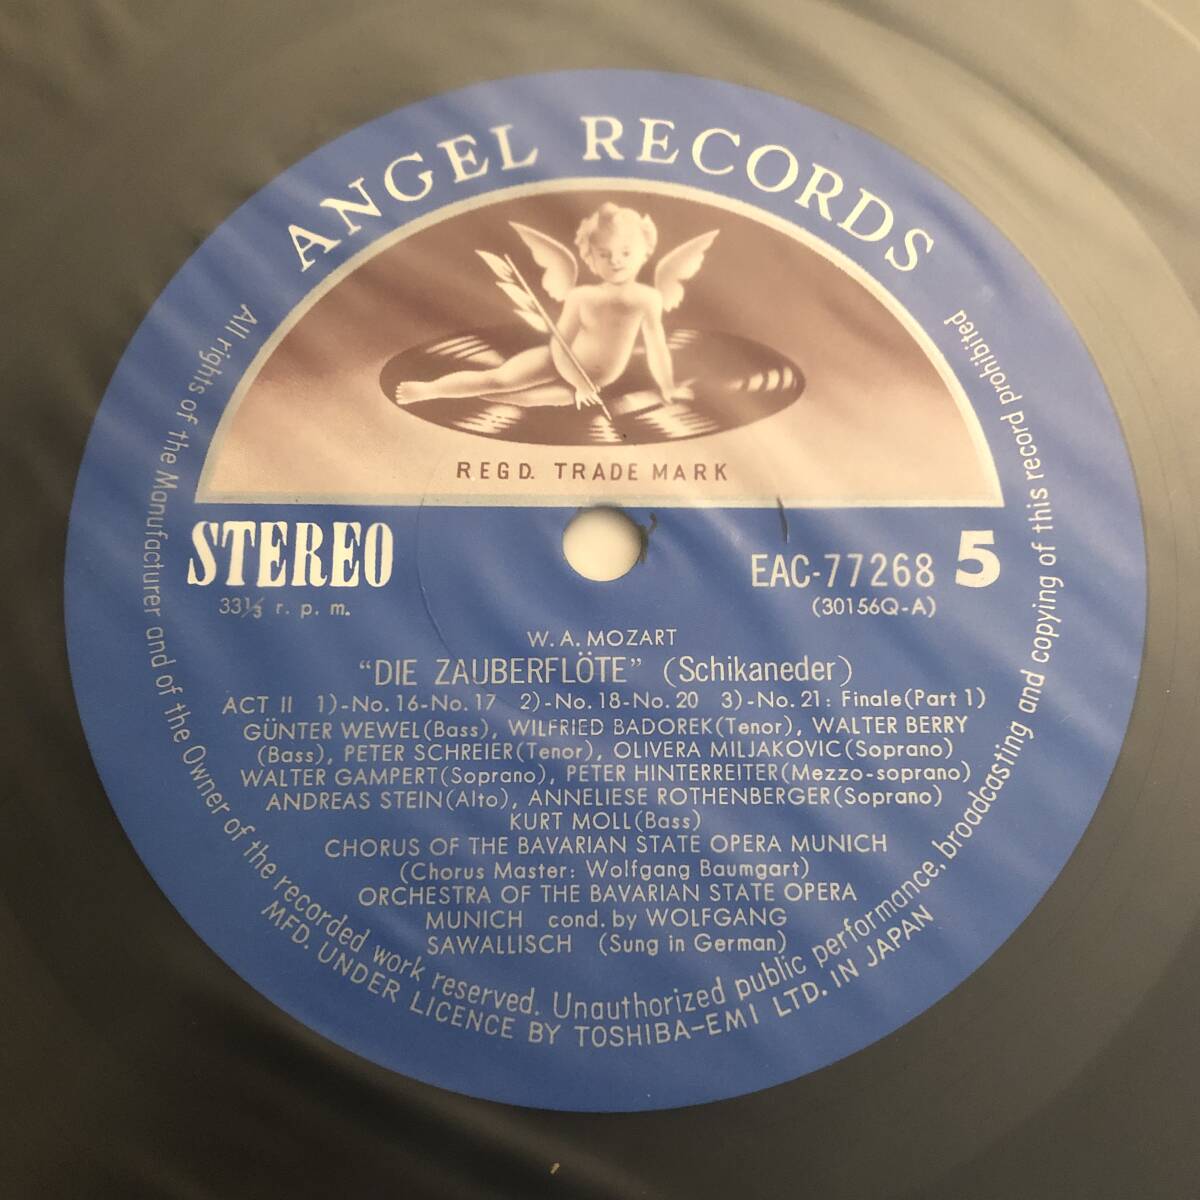 ANGEL RECORDS
REGD. TRADE MARK
STEREO
33⅓ r. p. m.
EAC-77268 5
(30156Q-A)
W. A. MOZART
“DIE ZAUBERFLÖTE” (Schikaneder)
ACT II 1)-No. 16-No. 17 2)-No. 18-No. 20 3)-No. 21: Finale (Part 1)
GÜNTER WEWEL (Bass), WILFRIED BADOREK (Tenor), WALTER BERRY
(Bass), PETER SCHREIER (Tenor), OLIVERA MILJAKOVIC (Soprano)
WALTER GAMPERT (Soprano), PETER HINTERREITER (Mezzo-soprano)
ANDREAS STEIN (Alto), ANNELIESE ROTHENBERGER (Soprano)
KURT MOLL (Bass)
CHORUS OF THE BAVARIAN STATE OPERA MUNICH
(Chorus Master: Wolfgang Baumgart)
ORCHESTRA OF THE BAVARIAN STATE OPERA
MUNICH cond. by WOLFGANG
SAWALLISCH (Sung in German)
All rights of the Manufacturer and of the Owner of the recorded work reserved. Unauthorized public performance, broadcasting and copying of this record prohibited
MFD. UNDER LICENCE BY TOSHIBA-EMI LTD. IN JAPAN